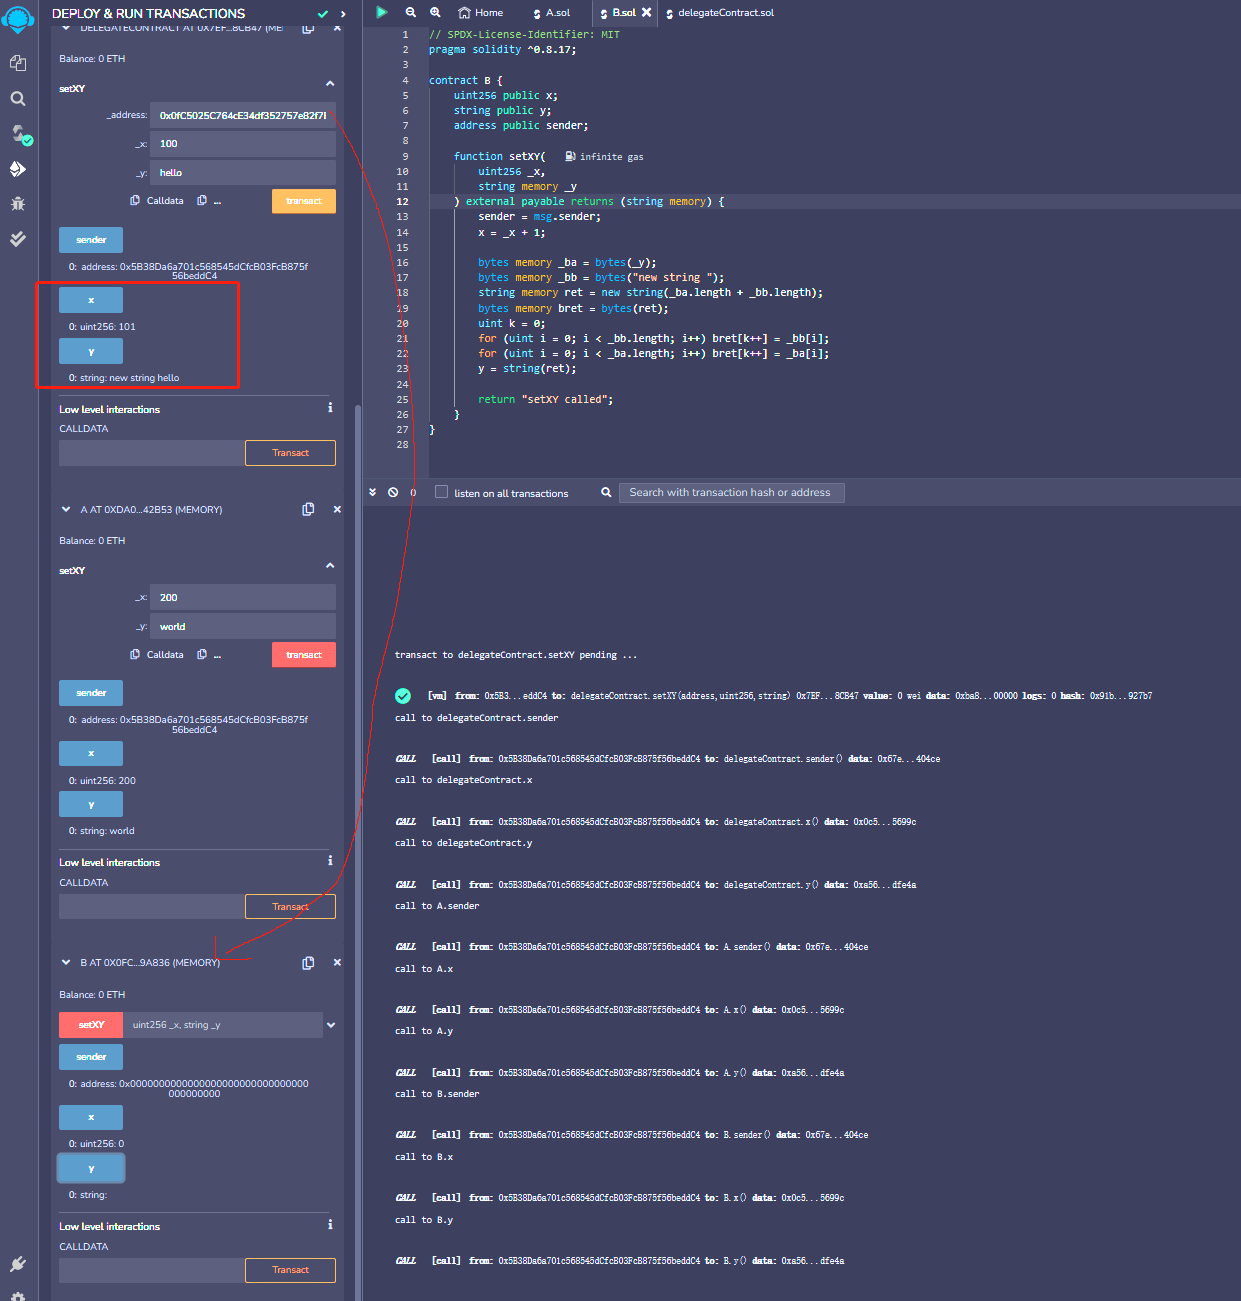 DEPLOY & RUN TRANSACTIONS
DELEGATECONTRACT AT 0X7EF...8CB47 (ME
Balance: 0 ETH
setXY
_address: 0x0fC5025C764cE34df352757e82f7
_x: 100
_y: hello
Calldata ... transact
sender
0: address: 0x5B38Da6a701c568545dCfcB03FcB875f
56beddC4
x
0: uint256: 101
y
0: string: new string hello
Low level interactions i
CALLDATA
Transact
A AT 0XDA0...42B53 (MEMORY)
Balance: 0 ETH
setXY
_x: 200
_y: world
Calldata ... transact
sender
0: address: 0x5B38Da6a701c568545dCfcB03FcB875f
56beddC4
x
0: uint256: 200
y
0: string: world
Low level interactions i
CALLDATA
Transact
B AT 0X0FC...9A836 (MEMORY)
Balance: 0 ETH
setXY uint256 _x, string _y
sender
0: address: 0x000000000000000000000000000000
0000000000
x
0: uint256: 0
y
0: string:
Low level interactions i
CALLDATA
Transact
Home A.sol B.sol delegateContract.sol
1 // SPDX-License-Identifier: MIT
2 pragma solidity ^0.8.17;
3
4 contract B {
5 uint256 public x;
6 string public y;
7 address public sender;
8
9 function setXY( infinite gas
10 uint256 _x,
11 string memory _y
12 ) external payable returns (string memory) {
13 sender = msg.sender;
14 x = _x + 1;
15
16 bytes memory _ba = bytes(_y);
17 bytes memory _bb = bytes("new string ");
18 string memory ret = new string(_ba.length + _bb.length);
19 bytes memory bret = bytes(ret);
20 uint k = 0;
21 for (uint i = 0; i < _bb.length; i++) bret[k++] = _bb[i];
22 for (uint i = 0; i < _ba.length; i++) bret[k++] = _ba[i];
23 y = string(ret);
24
25 return "setXY called";
26 }
27 }
28
0 listen on all transactions Search with transaction hash or address
transact to delegateContract.setXY pending ...
[vm] from: 0x5B3...eddC4 to: delegateContract.setXY(address,uint256,string) 0x7EF...8CB47 value: 0 wei data: 0xba8...00000 logs: 0 hash: 0x91b...927b7
call to delegateContract.sender
CALL [call] from: 0x5B38Da6a701c568545dCfcB03FcB875f56beddC4 to: delegateContract.sender() data: 0x67e...404ce
call to delegateContract.x
CALL [call] from: 0x5B38Da6a701c568545dCfcB03FcB875f56beddC4 to: delegateContract.x() data: 0x0c5...5699c
call to delegateContract.y
CALL [call] from: 0x5B38Da6a701c568545dCfcB03FcB875f56beddC4 to: delegateContract.y() data: 0xa56...dfe4a
call to A.sender
CALL [call] from: 0x5B38Da6a701c568545dCfcB03FcB875f56beddC4 to: A.sender() data: 0x67e...404ce
call to A.x
CALL [call] from: 0x5B38Da6a701c568545dCfcB03FcB875f56beddC4 to: A.x() data: 0x0c5...5699c
call to A.y
CALL [call] from: 0x5B38Da6a701c568545dCfcB03FcB875f56beddC4 to: A.y() data: 0xa56...dfe4a
call to B.sender
CALL [call] from: 0x5B38Da6a701c568545dCfcB03FcB875f56beddC4 to: B.sender() data: 0x67e...404ce
call to B.x
CALL [call] from: 0x5B38Da6a701c568545dCfcB03FcB875f56beddC4 to: B.x() data: 0x0c5...5699c
call to B.y
CALL [call] from: 0x5B38Da6a701c568545dCfcB03FcB875f56beddC4 to: B.y() data: 0xa56...dfe4a